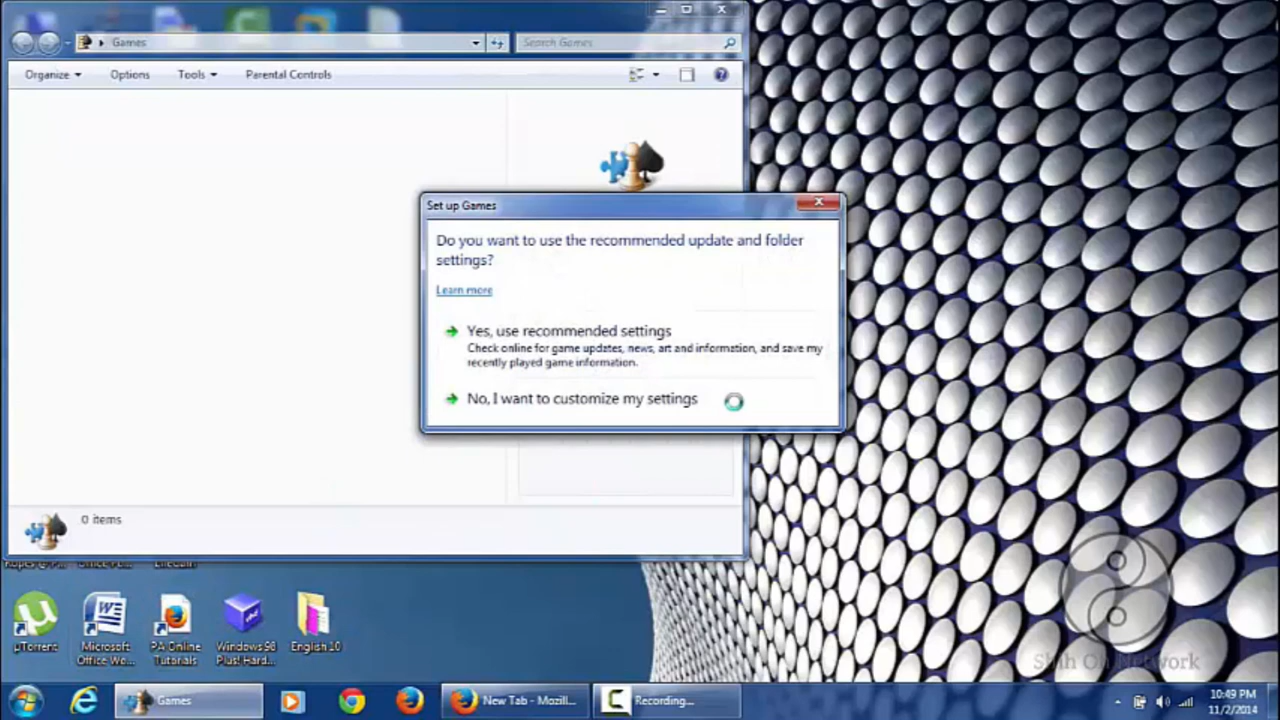 Games
Search Games
Organize
Options
Tools
Parental Controls
Set up Games
Do you want to use the recommended update and folder
settings?
Learn more
Yes, use recommended settings
Check online for game updates, news, art and information, and save my
recently played game information.
No, I want to customize my settings
0 items
µTorrent
Microsoft
Office Wo...
PA Online
Tutorials
Windows 98
Plus! Hard...
English 10
Games
New Tab - Mozill...
Recording...
10:49 PM
11/2/2014